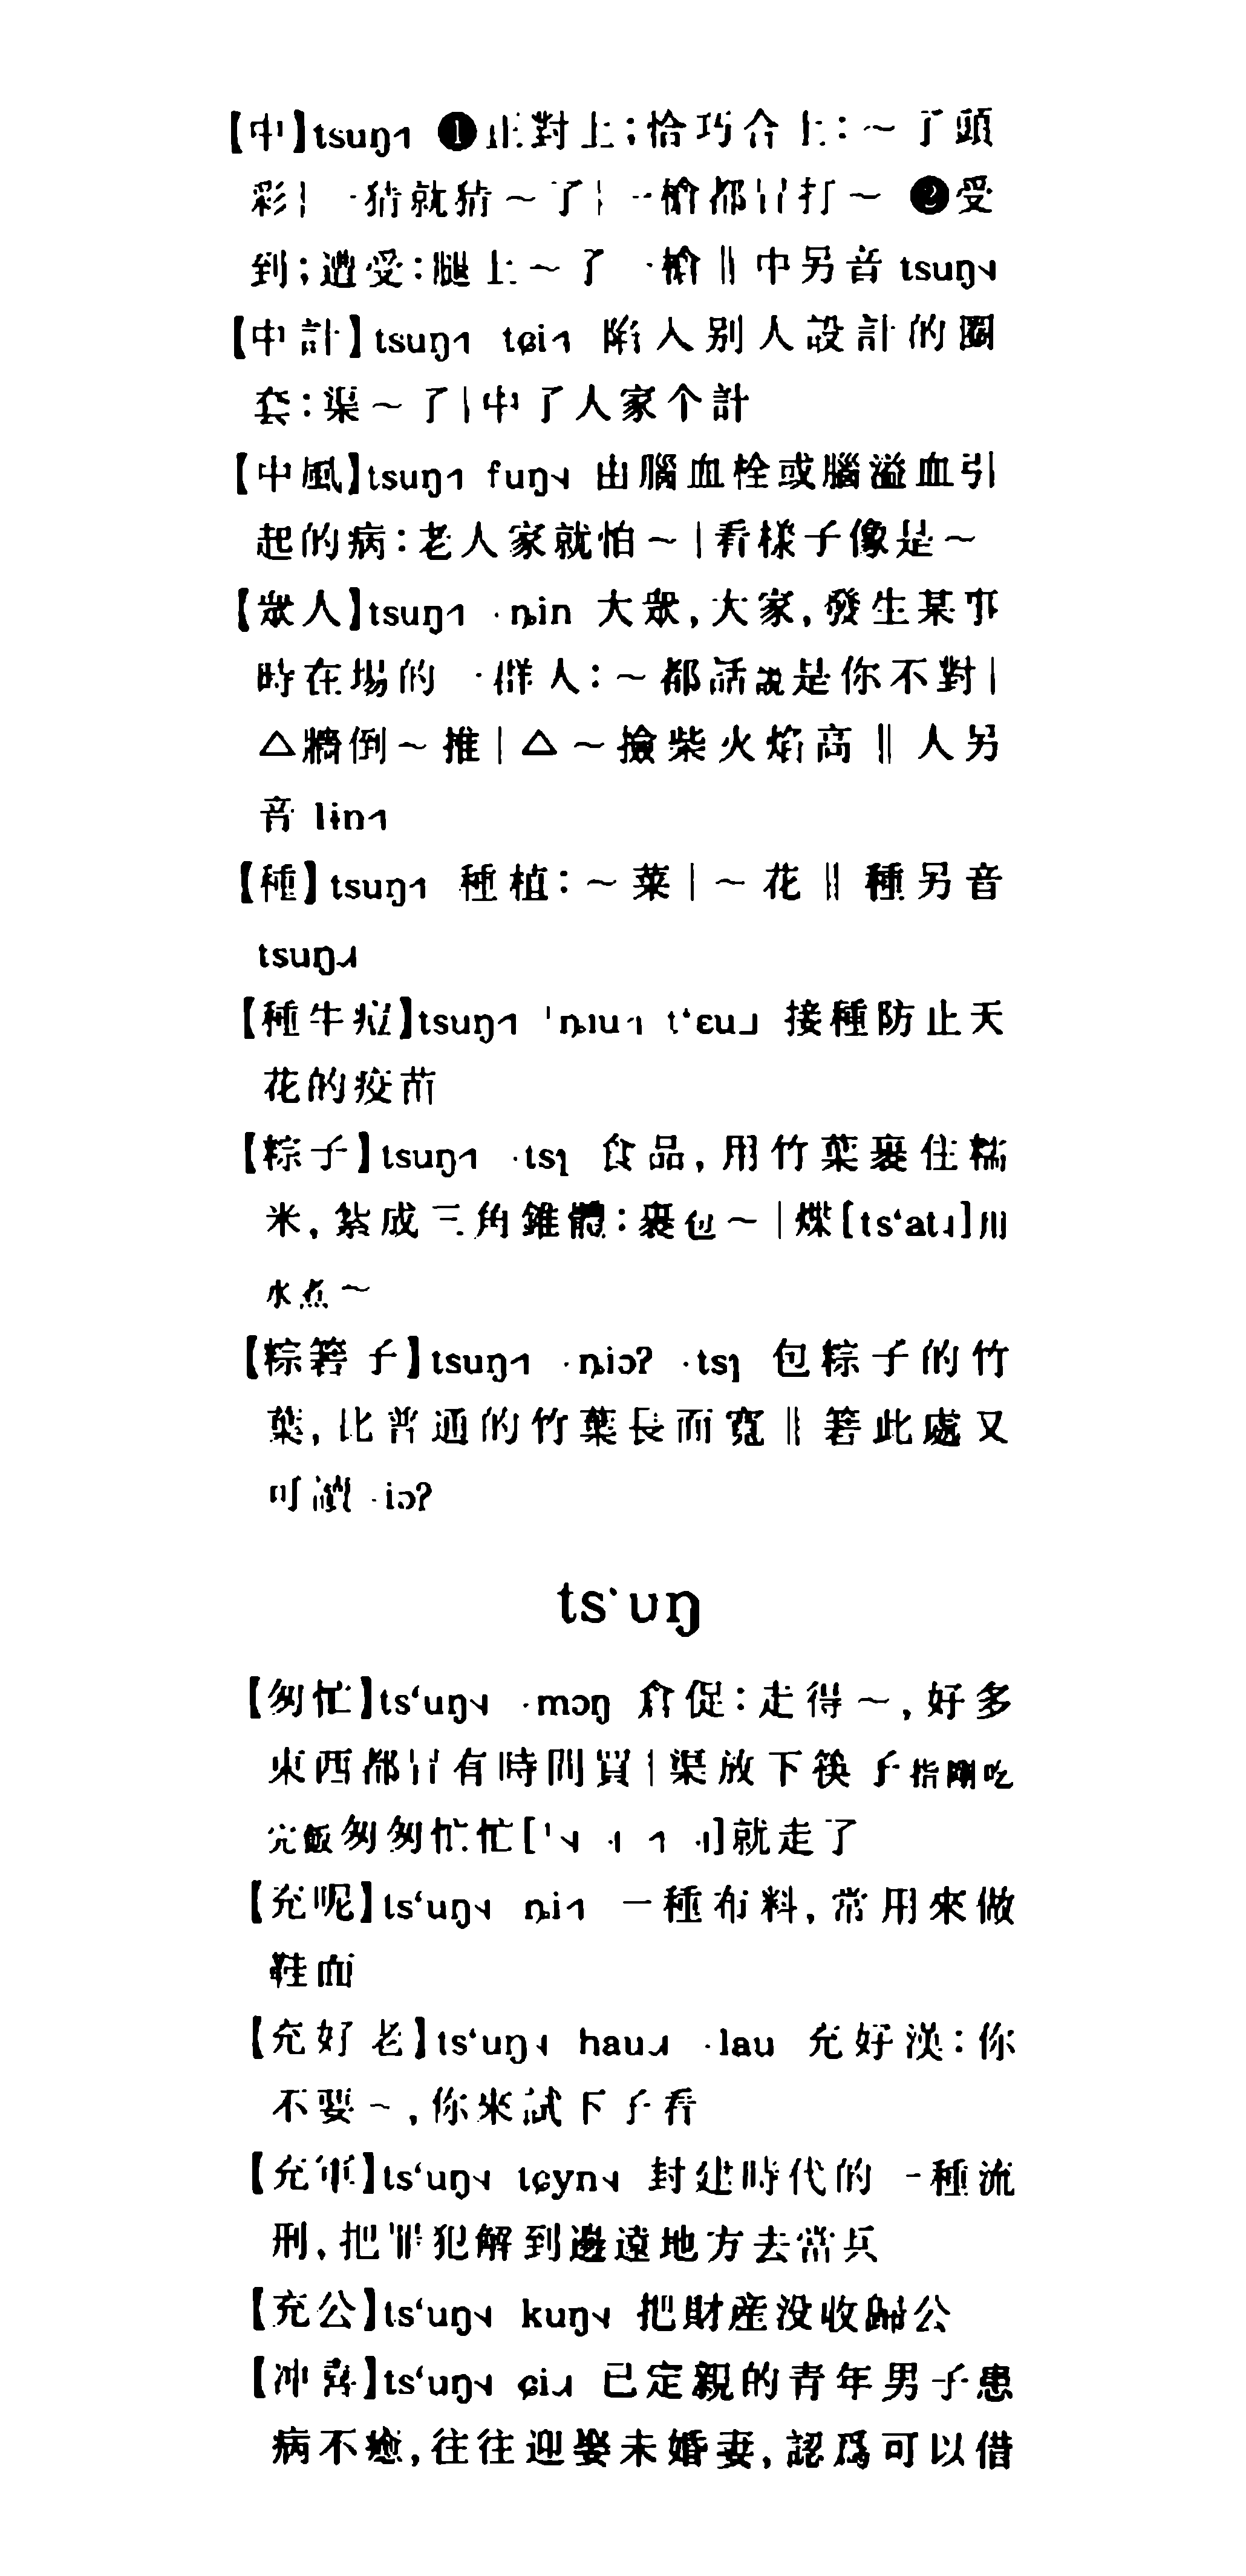 【中】tsuŋ˧ ❶正對上;恰巧合上:～了頭
彩|一猜就猜～了|一槍都冇打～ ❷受
到;遭受:腿上～了一槍‖中另音 tsuŋ
【中計】tsuŋ tɕi 陷入别人設計的圈
套:渠～了|中了人家个計
【中風】tsuŋ fuŋ 由腦血栓或腦溢血引
起的病:老人家就怕～|看樣子像是～
【衆人】tsuŋ ·ȵin 大衆,大家,發生某事
時在場的一群人:～都話說是你不對|
△牆倒～推|△～撿柴火焰高‖人另
音 lɨn
【種】tsuŋ 種植:～菜|～花‖種另音
tsuŋ
【種牛痘】tsuŋ ˈȵɪu tʻɛu 接種防止天
花的疫苗
【粽子】tsuŋ ·tsɿ 食品,用竹葉裹住糯
米,紮成三角錐體:裹包～|煠[tsʻat]用
水煮～
【粽箬子】tsuŋ ·ȵiɔʔ ·tsɿ 包粽子的竹
葉,比普通的竹葉長而寬‖箬此處又
可讀 ·iɔʔ
tsʻuŋ
【匆忙】tsʻuŋ ·mɔŋ 倉促:走得～,好多
東西都冇有時間買|渠放下筷子指剛吃
完飯匆匆忙忙[ˈ˧ ·| ˧ ·|]就走了
【充呢】tsʻuŋ ȵi 一種布料,常用來做
鞋面
【充好老】tsʻuŋ hau ·lau 充好漢:你
不要～,你來試下子看
【充軍】tsʻuŋ tɕyn 封建時代的一種流
刑,把罪犯解到邊遠地方去當兵
【充公】tsʻuŋ kuŋ 把財産没收歸公
【冲喜】tsʻuŋ ɕi 已定親的青年男子患
病不癒,往往迎娶未婚妻,認爲可以借